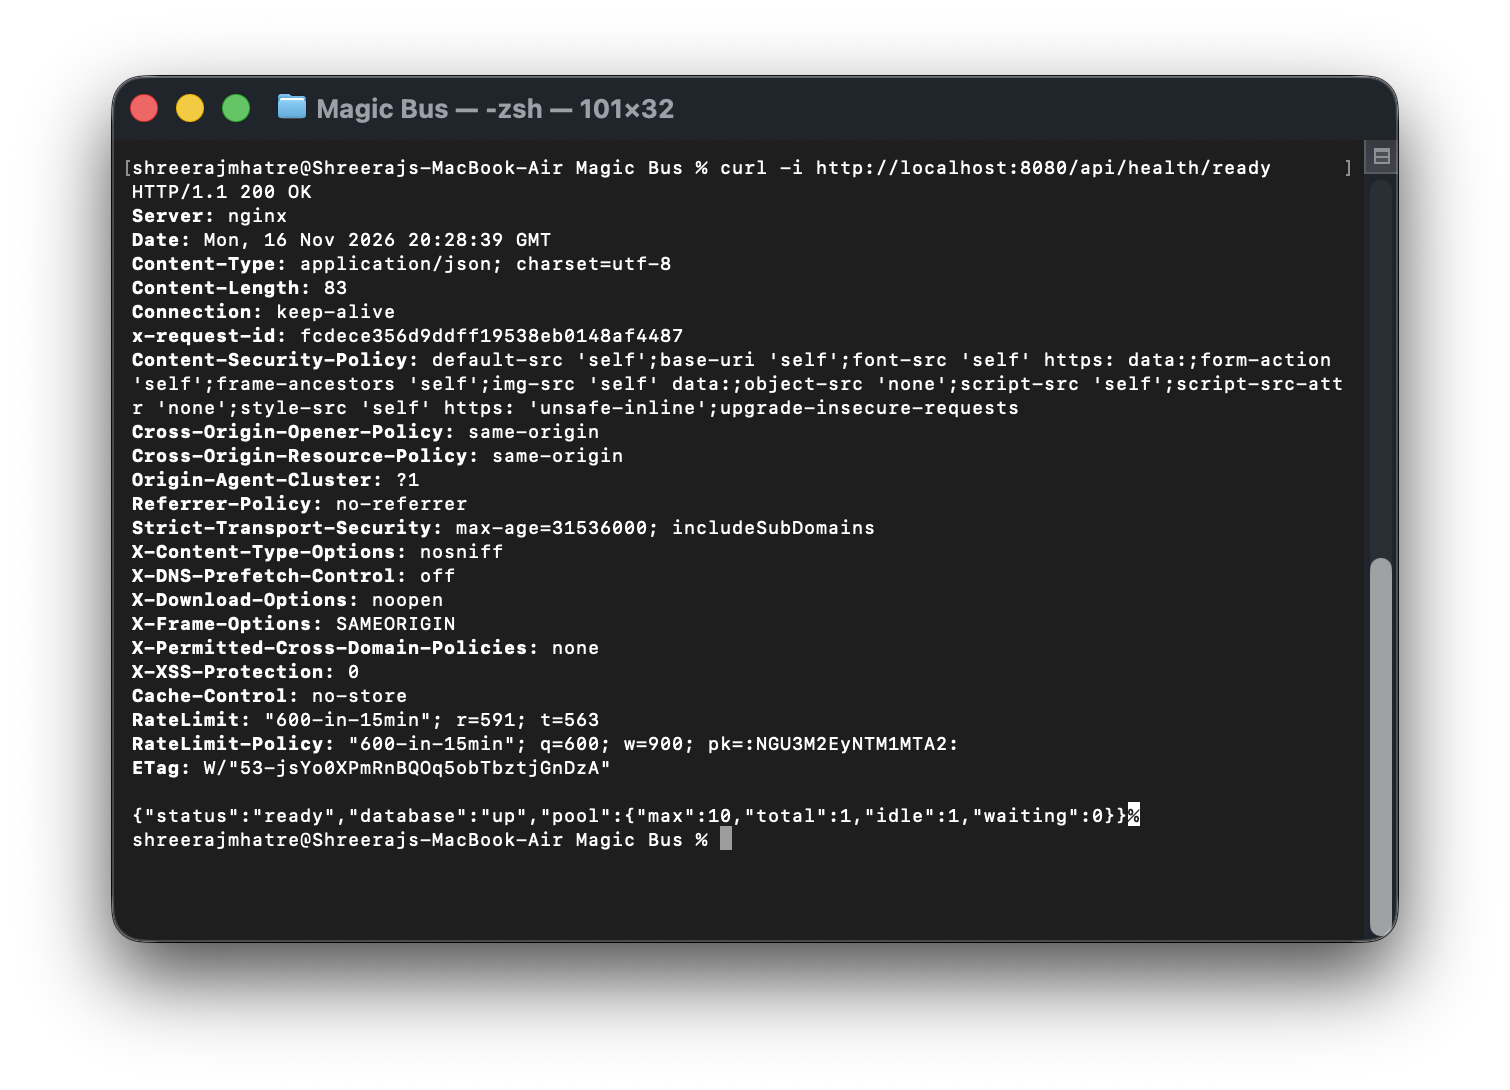 Magic Bus — -zsh — 101×32
[shreerajmhatre@Shreerajs-MacBook-Air Magic Bus % curl -i http://localhost:8080/api/health/ready ]
HTTP/1.1 200 OK
Server: nginx
Date: Mon, 16 Nov 2026 20:28:39 GMT
Content-Type: application/json; charset=utf-8
Content-Length: 83
Connection: keep-alive
x-request-id: fcdece356d9ddff19538eb0148af4487
Content-Security-Policy: default-src 'self';base-uri 'self';font-src 'self' https: data:;form-action
'self';frame-ancestors 'self';img-src 'self' data:;object-src 'none';script-src 'self';script-src-att
r 'none';style-src 'self' https: 'unsafe-inline';upgrade-insecure-requests
Cross-Origin-Opener-Policy: same-origin
Cross-Origin-Resource-Policy: same-origin
Origin-Agent-Cluster: ?1
Referrer-Policy: no-referrer
Strict-Transport-Security: max-age=31536000; includeSubDomains
X-Content-Type-Options: nosniff
X-DNS-Prefetch-Control: off
X-Download-Options: noopen
X-Frame-Options: SAMEORIGIN
X-Permitted-Cross-Domain-Policies: none
X-XSS-Protection: 0
Cache-Control: no-store
RateLimit: "600-in-15min"; r=591; t=563
RateLimit-Policy: "600-in-15min"; q=600; w=900; pk=:NGU3M2EyNTM1MTA2:
ETag: W/"53-jsYo0XPmRnBQOq5obTbztjGnDzA"
{"status":"ready","database":"up","pool":{"max":10,"total":1,"idle":1,"waiting":0}}%
shreerajmhatre@Shreerajs-MacBook-Air Magic Bus %